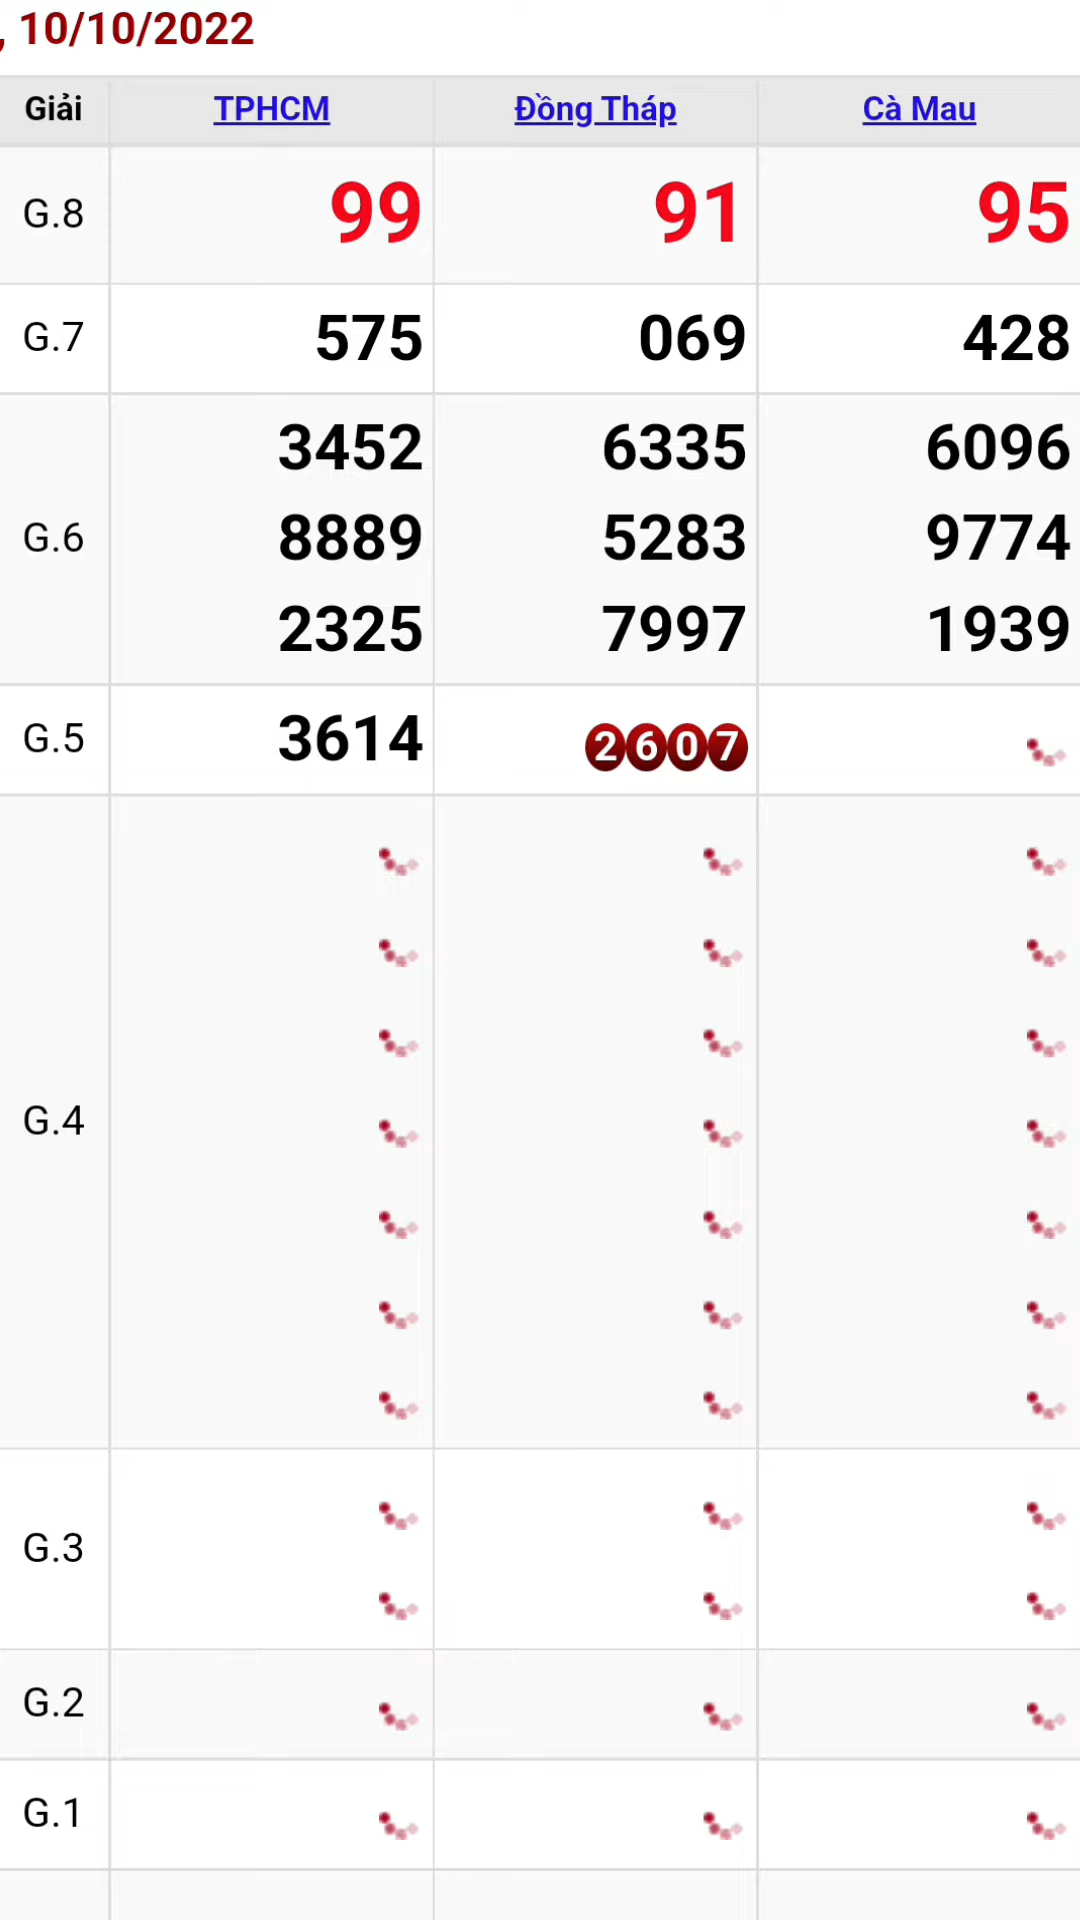 , 10/10/2022
Giải TPHCM Đồng Tháp Cà Mau
G.8 99 91 95
G.7 575 069 428
3452 6335 6096
G.6 8889 5283 9774
2325 7997 1939
G.5 3614 2607
G.4
G.3
G.2
G.1